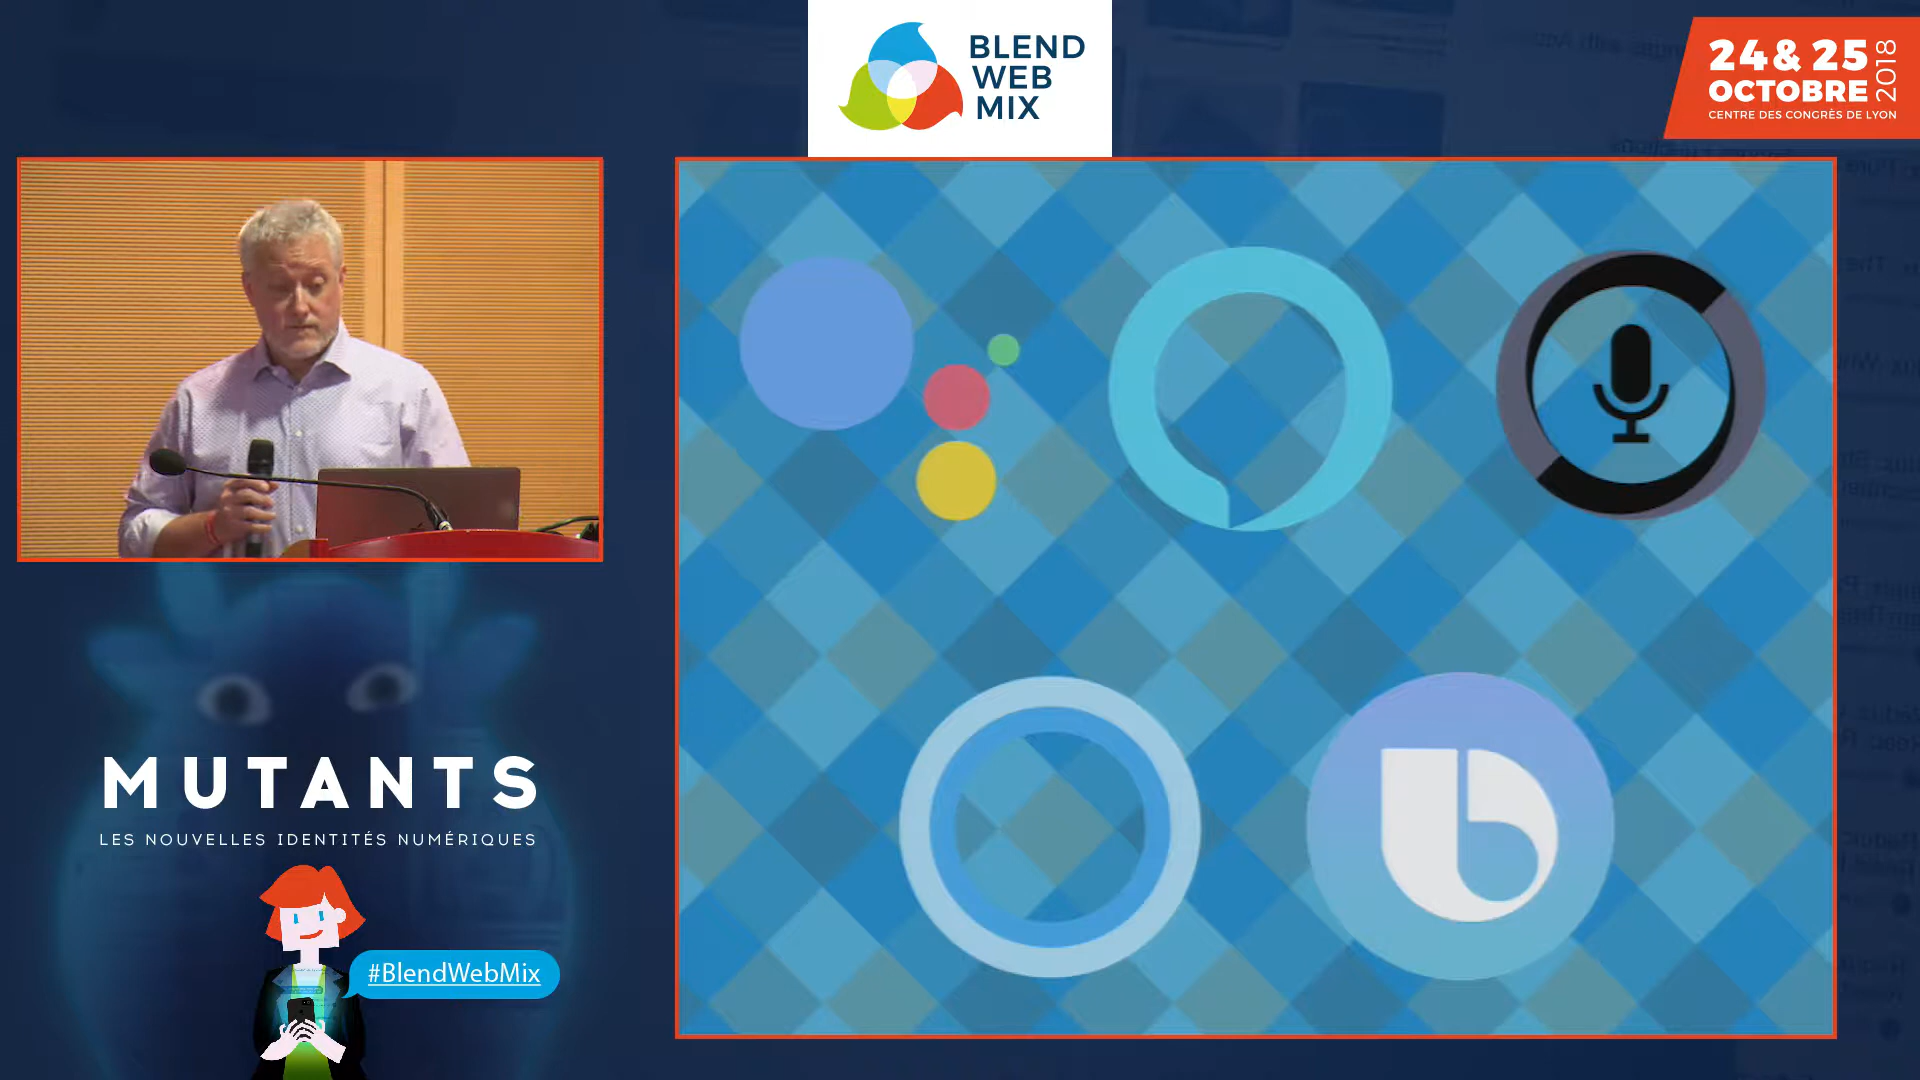 BLEND
WEB
MIX
24 & 25
OCTOBRE
2018
CENTRE DES CONGRÈS DE LYON
MUTANTS
LES NOUVELLES IDENTITÉS NUMÉRIQUES
#BlendWebMix